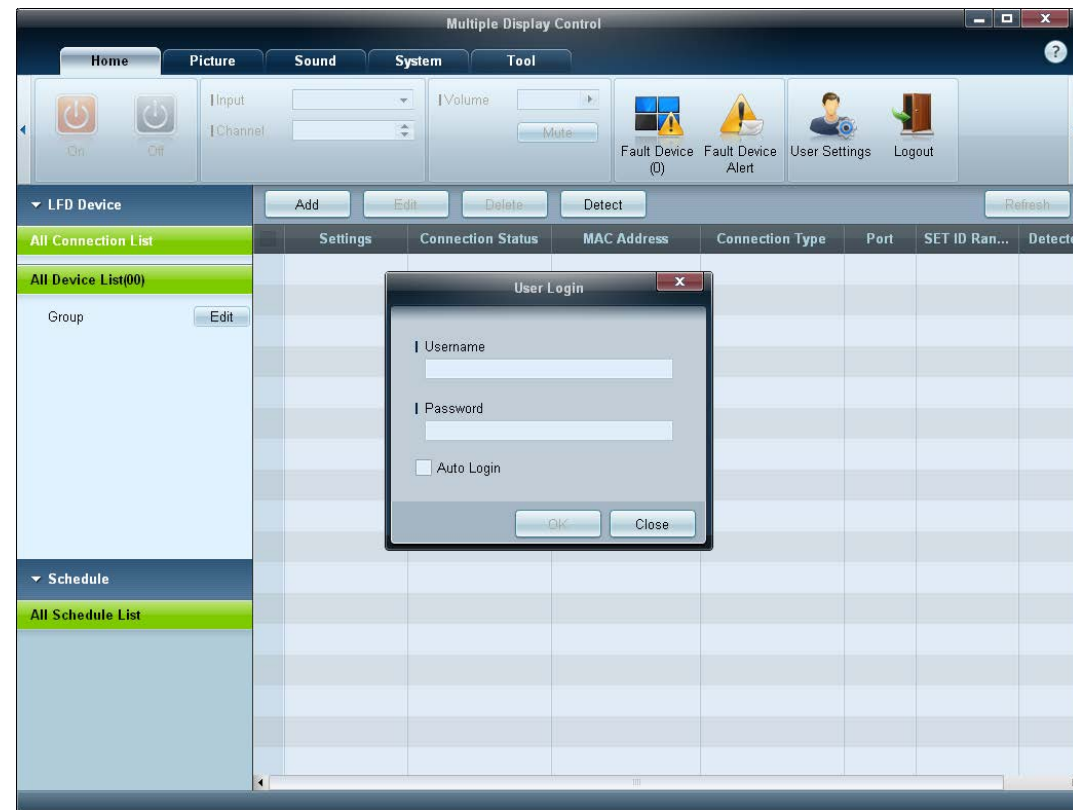 Multiple Display Control
Home Picture Sound System Tool
Input
Channel
On Off
Volume
Mute
Fault Device (0)
Fault Device Alert
User Settings
Logout
LFD Device
Add Edit Delete Detect Refresh
All Connection List
Settings Connection Status MAC Address Connection Type Port SET ID Ran... Detecte
All Device List(00)
Group Edit
User Login
Username
Password
Auto Login
OK Close
Schedule
All Schedule List